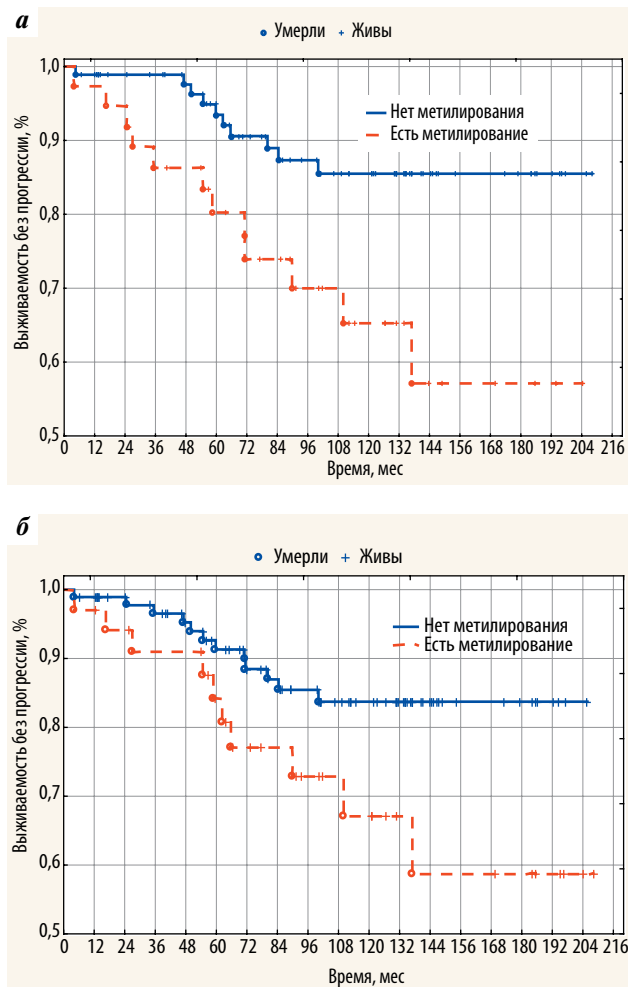 а
Умерли Живы
1,0
0,9
0,8
0,7
0,6
0,5
Выживаемость без прогрессии, %
Нет метилирования
Есть метилирование
0 12 24 36 48 60 72 84 96 108 120 132 144 156 168 180 192 204 216
Время, мес
б
Умерли Живы
1,0
0,9
0,8
0,7
0,6
0,5
Выживаемость без прогрессии, %
Нет метилирования
Есть метилирование
0 12 24 36 48 60 72 84 96 108 120 132 144 156 168 180 192 204 216
Время, мес